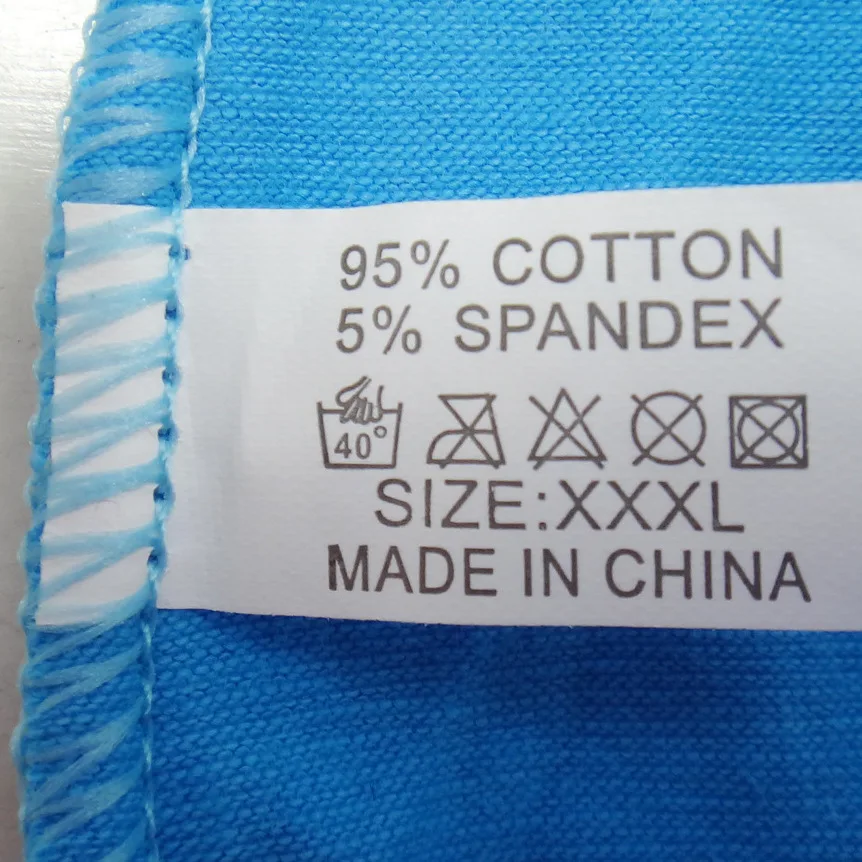 95% COTTON
5% SPANDEX
40°
SIZE:XXXL
MADE IN CHINA